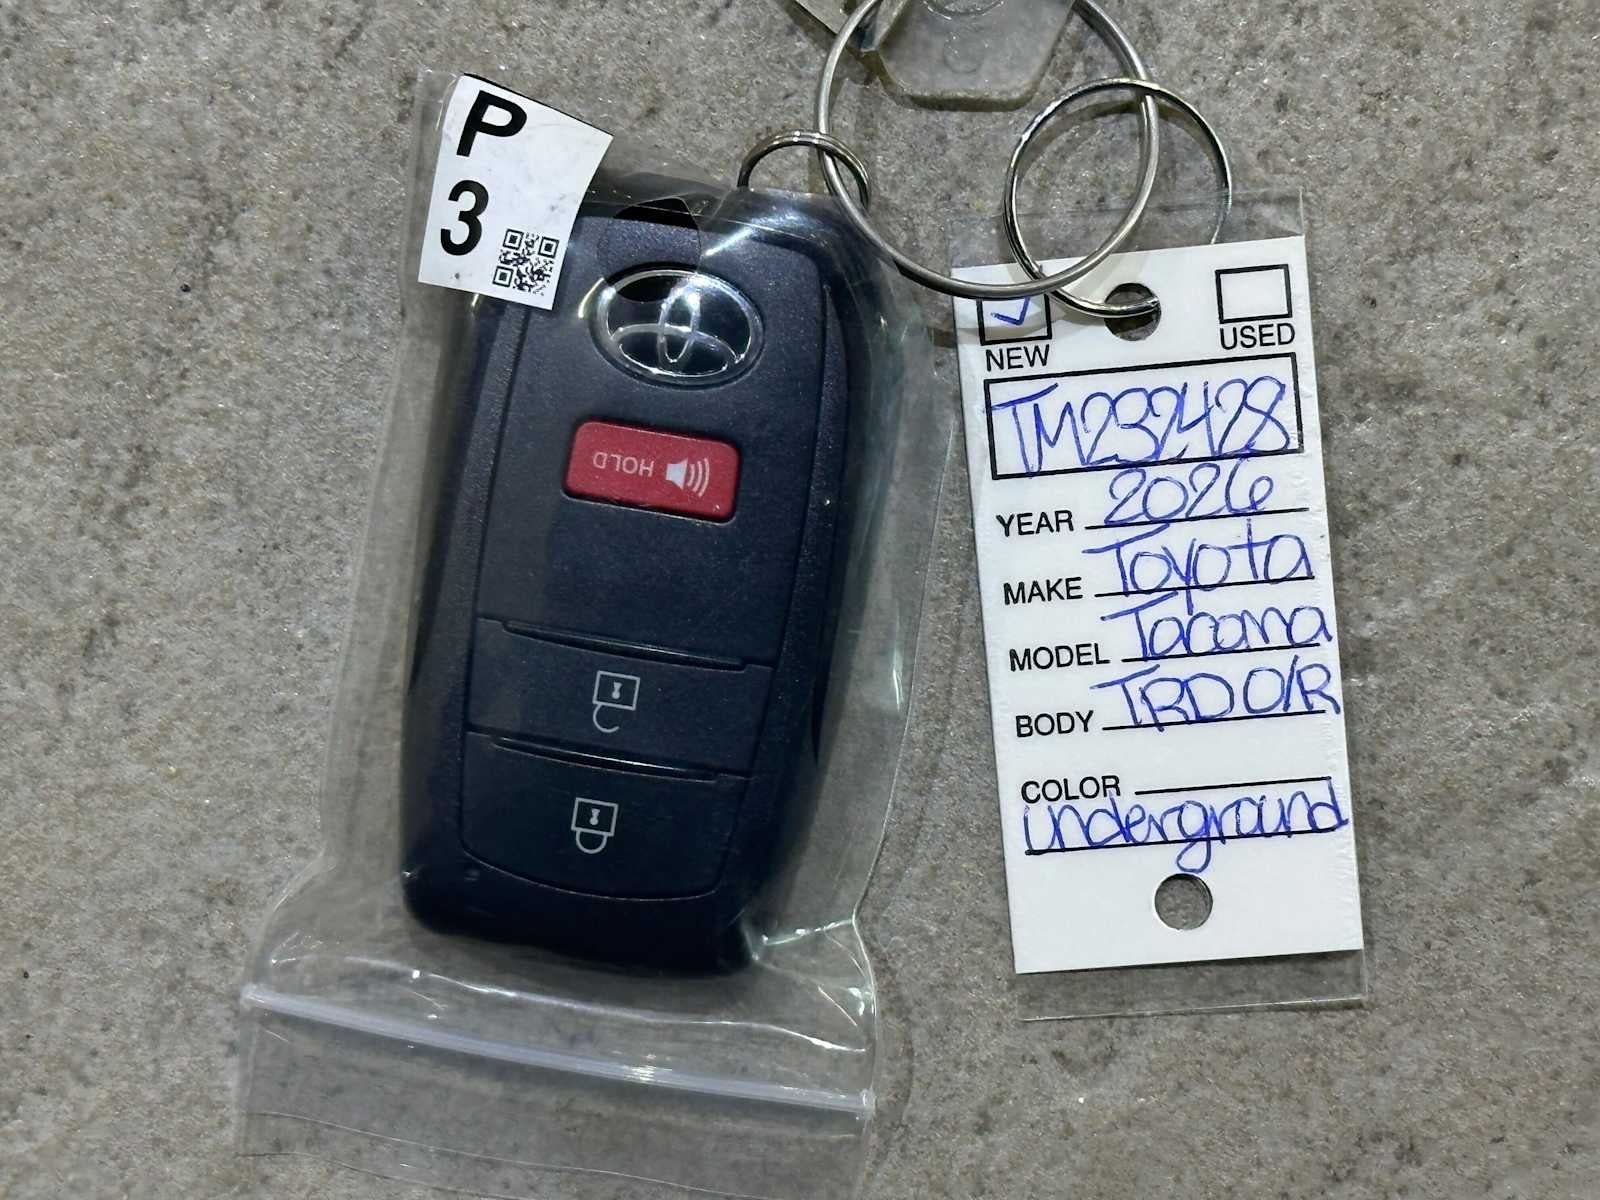 P
3
HOLD
NEW
USED
TM232428
YEAR 2026
MAKE Toyota
MODEL Tacoma
BODY TRD O/R
COLOR
underground